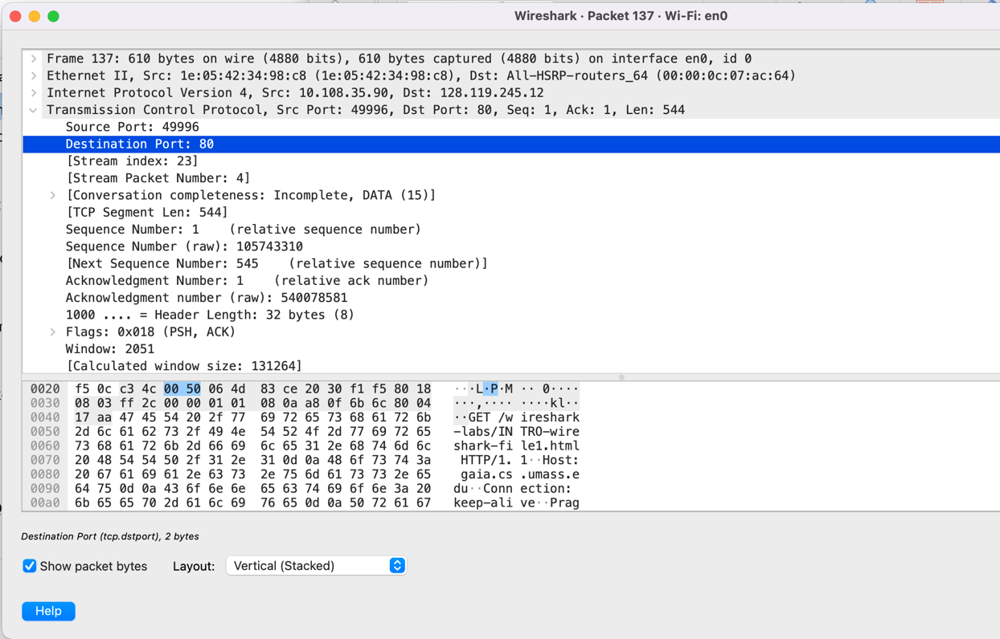 Wireshark · Packet 137 · Wi-Fi: en0
Frame 137: 610 bytes on wire (4880 bits), 610 bytes captured (4880 bits) on interface en0, id 0
Ethernet II, Src: 1e:05:42:34:98:c8 (1e:05:42:34:98:c8), Dst: All-HSRP-routers_64 (00:00:0c:07:ac:64)
Internet Protocol Version 4, Src: 10.108.35.90, Dst: 128.119.245.12
Transmission Control Protocol, Src Port: 49996, Dst Port: 80, Seq: 1, Ack: 1, Len: 544
Source Port: 49996
Destination Port: 80
[Stream index: 23]
[Stream Packet Number: 4]
[Conversation completeness: Incomplete, DATA (15)]
[TCP Segment Len: 544]
Sequence Number: 1    (relative sequence number)
Sequence Number (raw): 105743310
[Next Sequence Number: 545    (relative sequence number)]
Acknowledgment Number: 1    (relative ack number)
Acknowledgment number (raw): 540078581
1000 .... = Header Length: 32 bytes (8)
Flags: 0x018 (PSH, ACK)
Window: 2051
[Calculated window size: 131264]
0020  f5 0c c3 4c 00 50 06 4d  83 ce 20 30 f1 f5 80 18  ···L·P·M ·· 0····
0030  08 03 ff 2c 00 00 01 01  08 0a a8 0f 6b 6c 80 04  ···,···· ····kl··
0040  17 aa 47 45 54 20 2f 77  69 72 65 73 68 61 72 6b  ··GET /w ireshark
0050  2d 6c 61 62 73 2f 49 4e  54 52 4f 2d 77 69 72 65  -labs/IN TRO-wire
0060  73 68 61 72 6b 2d 66 69  6c 65 31 2e 68 74 6d 6c  shark-fi le1.html
0070  20 48 54 54 50 2f 31 2e  31 0d 0a 48 6f 73 74 3a   HTTP/1. 1··Host:
0080  20 67 61 69 61 2e 63 73  2e 75 6d 61 73 73 2e 65   gaia.cs .umass.e
0090  64 75 0d 0a 43 6f 6e 6e  65 63 74 69 6f 6e 3a 20  du··Conn ection: 
00a0  6b 65 65 70 2d 61 6c 69  76 65 0d 0a 50 72 61 67  keep-ali ve··Prag
Destination Port (tcp.dstport), 2 bytes
Show packet bytes    Layout:    Vertical (Stacked)
Help